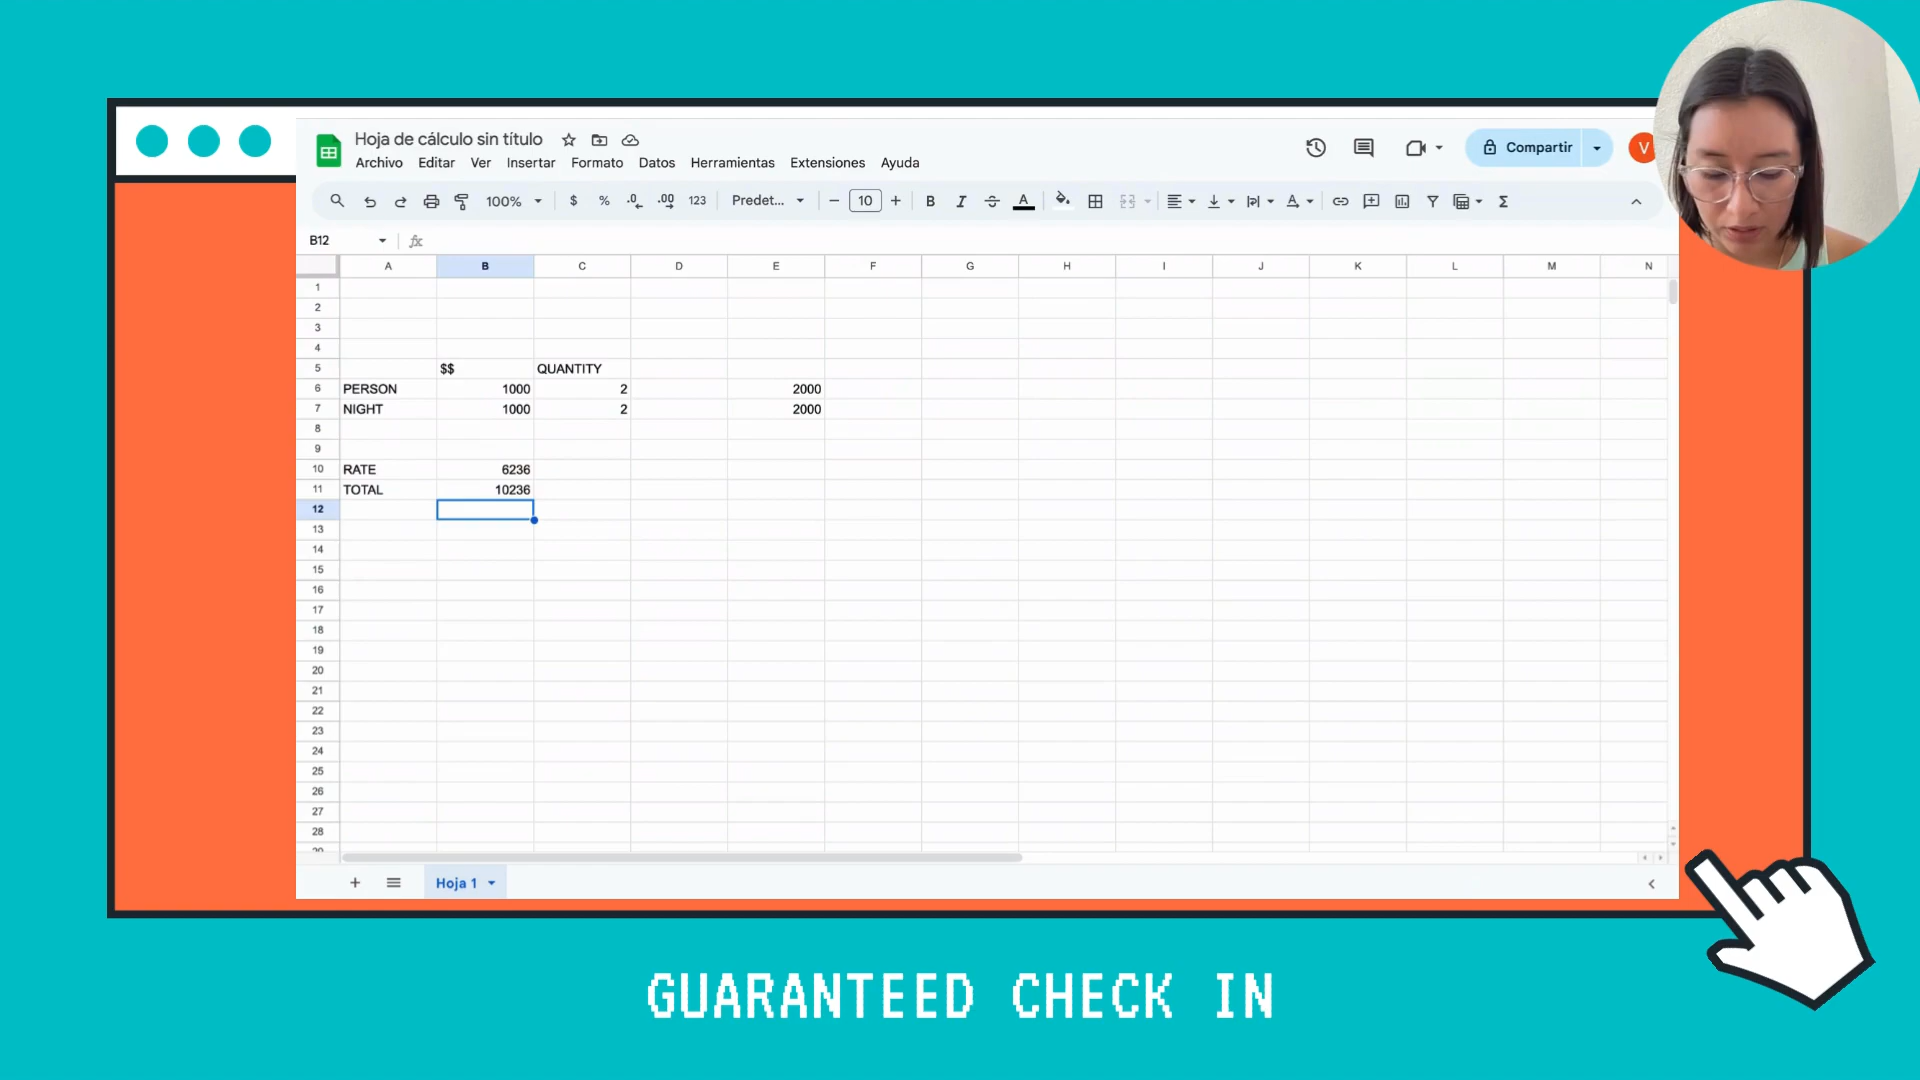 Hoja de cálculo sin título
Archivo Editar Ver Insertar Formato Datos Herramientas Extensiones Ayuda
Compartir
V
100% $ % .0 .00 123 Predet... - 10 + B I A Σ
B12 fx
A B C D E F G H I J K L M N
1
2
3
4
5 $$ QUANTITY
6 PERSON 1000 2 2000
7 NIGHT 1000 2 2000
8
9
10 RATE 6236
11 TOTAL 10236
12
13
14
15
16
17
18
19
20
21
22
23
24
25
26
27
28
+ Hoja 1
GUARANTEED CHECK IN